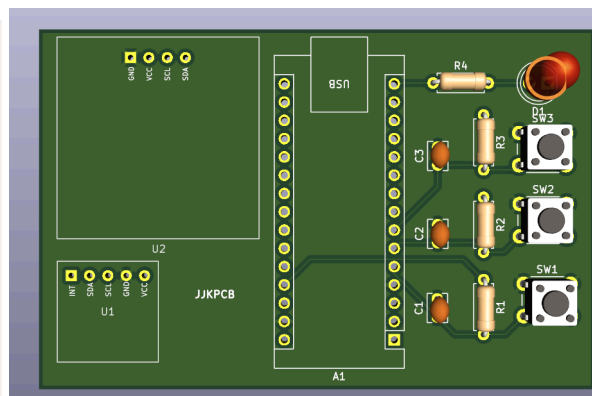 GND
VCC
SCL
SDA
USB
R4
D1
SW3
R3
C3
SW2
R2
C2
U2
INT
SDA
SCL
GND
VCC
U1
JJKPCB
SW1
R1
C1
A1